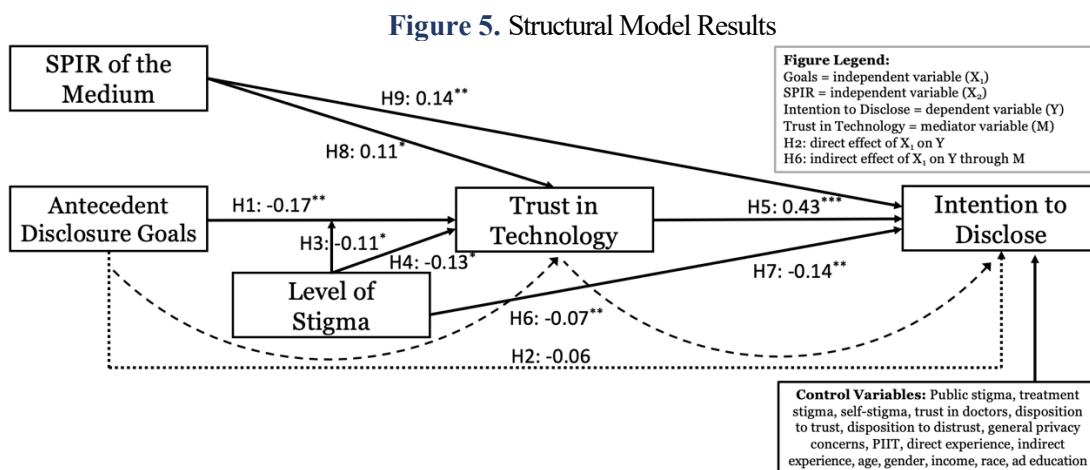 Figure 5. Structural Model Results
SPIR of the
Medium
Figure Legend:
Goals = independent variable (X₁)
SPIR = independent variable (X₂)
Intention to Disclose = dependent variable (Y)
Trust in Technology = mediator variable (M)
H2: direct effect of X₁ on Y
H6: indirect effect of X₁ on Y through M
H9: 0.14**
H8: 0.11*
Antecedent
Disclosure Goals
H1: -0.17**
Trust in
Technology
H5: 0.43***
Intention to
Disclose
H3: -0.11*
H4: -0.13*
Level of
Stigma
H7: -0.14**
H6: -0.07**
H2: -0.06
Control Variables: Public stigma, treatment
stigma, self-stigma, trust in doctors, disposition
to trust, disposition to distrust, general privacy
concerns, PIIT, direct experience, indirect
experience, age, gender, income, race, ad education